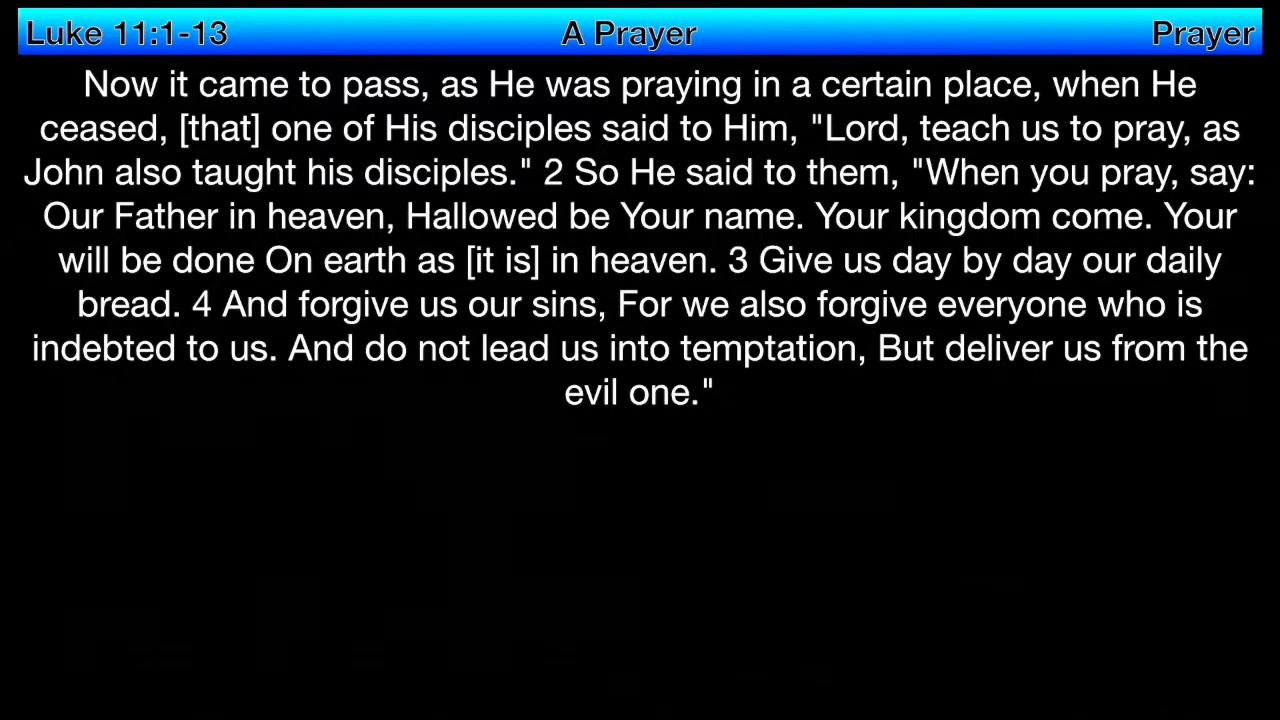 Luke 11:1-13 A Prayer Prayer
Now it came to pass, as He was praying in a certain place, when He
ceased, [that] one of His disciples said to Him, "Lord, teach us to pray, as
John also taught his disciples." 2 So He said to them, "When you pray, say:
Our Father in heaven, Hallowed be Your name. Your kingdom come. Your
will be done On earth as [it is] in heaven. 3 Give us day by day our daily
bread. 4 And forgive us our sins, For we also forgive everyone who is
indebted to us. And do not lead us into temptation, But deliver us from the
evil one."